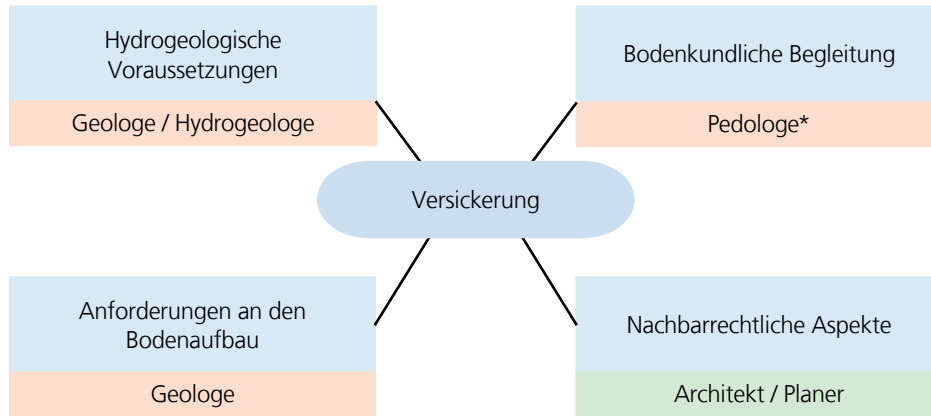 Hydrogeologische
Voraussetzungen
Geologe / Hydrogeologe
Bodenkundliche Begleitung
Pedologe*
Versickerung
Anforderungen an den
Bodenaufbau
Geologe
Nachbarrechtliche Aspekte
Architekt / Planer